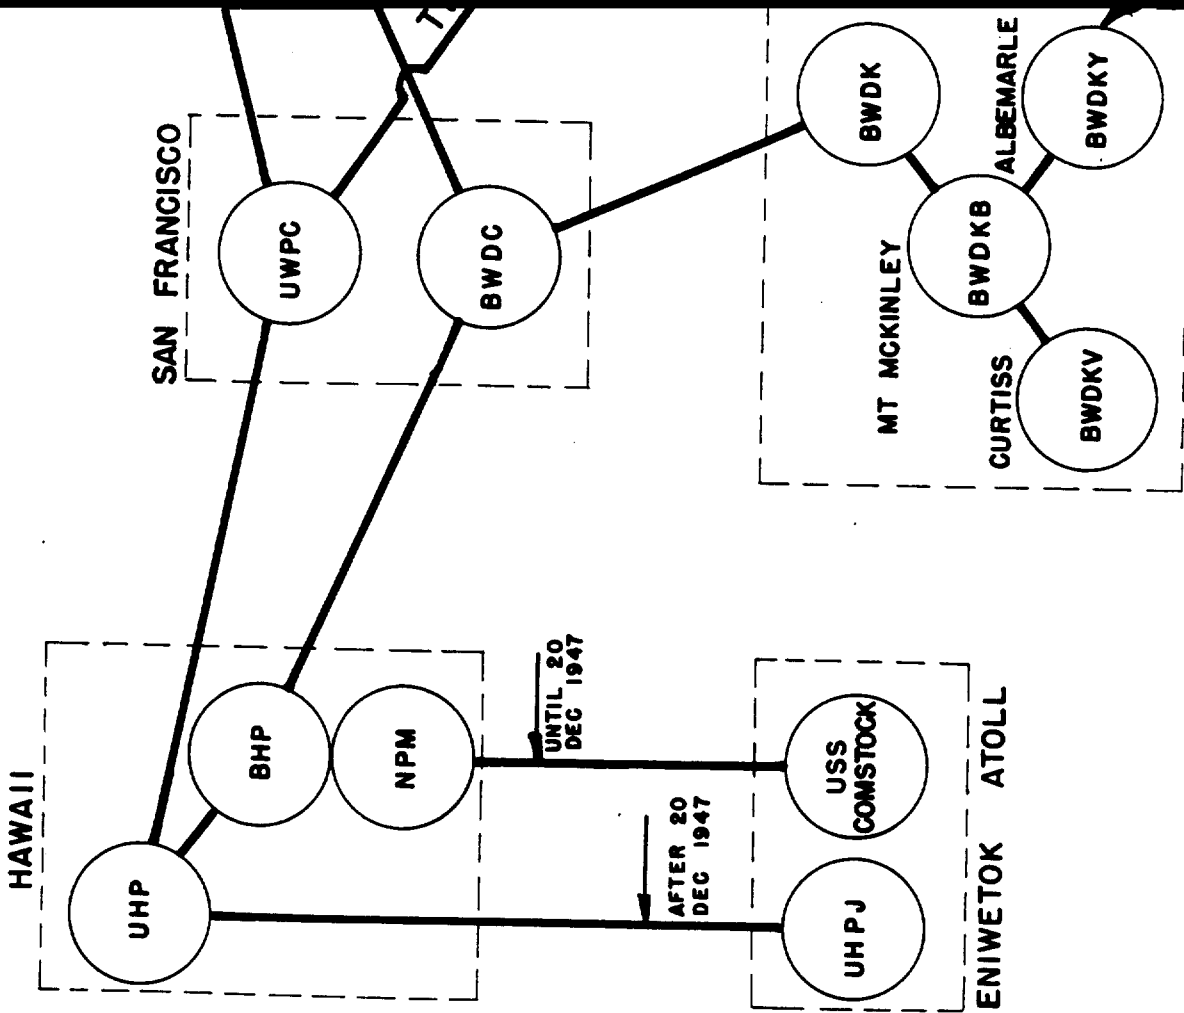 HAWAII
UHP
BHP
NPM
SAN FRANCISCO
UWPC
BWDC
UNTIL 20
DEC 1947
AFTER 20
DEC 1947
UHPJ
USS
COMSTOCK
ENIWETOK ATOLL
BWDK
MT MCKINLEY
BWDKB
ALBEMARLE
BWDKY
CURTISS
BWDKV